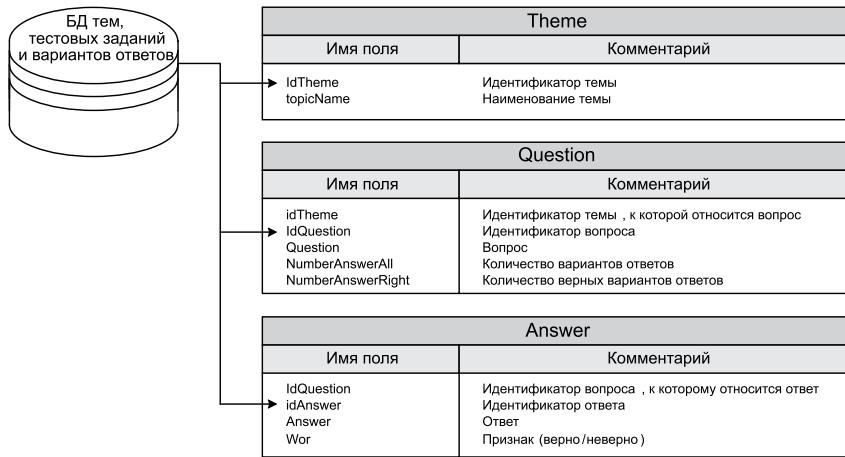 БД тем,
тестовых заданий
и вариантов ответов
Theme
Имя поля Комментарий
IdTheme Идентификатор темы
topicName Наименование темы
Question
Имя поля Комментарий
idTheme Идентификатор темы , к которой относится вопрос
IdQuestion Идентификатор вопроса
Question Вопрос
NumberAnswerAll Количество вариантов ответов
NumberAnswerRight Количество верных вариантов ответов
Answer
Имя поля Комментарий
IdQuestion Идентификатор вопроса , к которому относится ответ
idAnswer Идентификатор ответа
Answer Ответ
Wor Признак (верно/неверно)